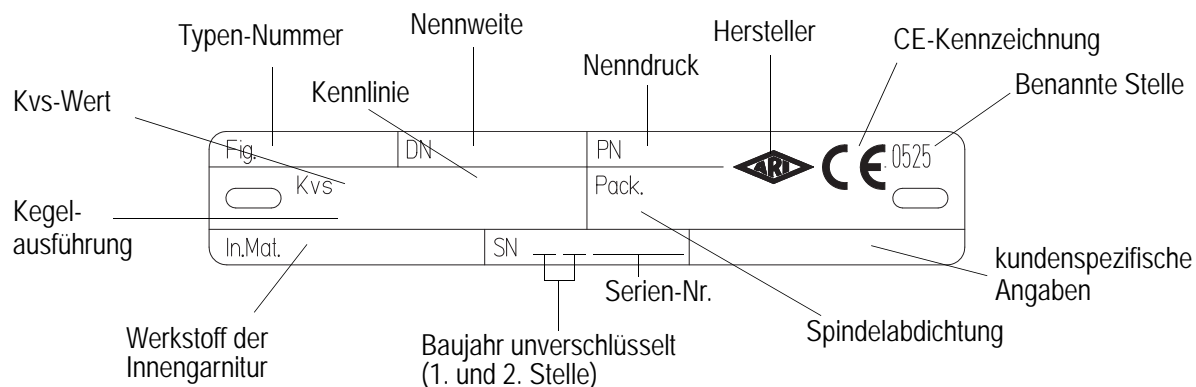 Typen-Nummer
Nennweite
Hersteller
CE-Kennzeichnung
Nenndruck
Benannte Stelle
Kvs-Wert
Kennlinie
Fig.
DN
PN
ARI
CE
0525
Kvs
Pack.
Kegel-
ausführung
In.Mat.
SN
kundenspezifische
Angaben
Serien-Nr.
Spindelabdichtung
Werkstoff der
Innengarnitur
Baujahr unverschlüsselt
(1. und 2. Stelle)